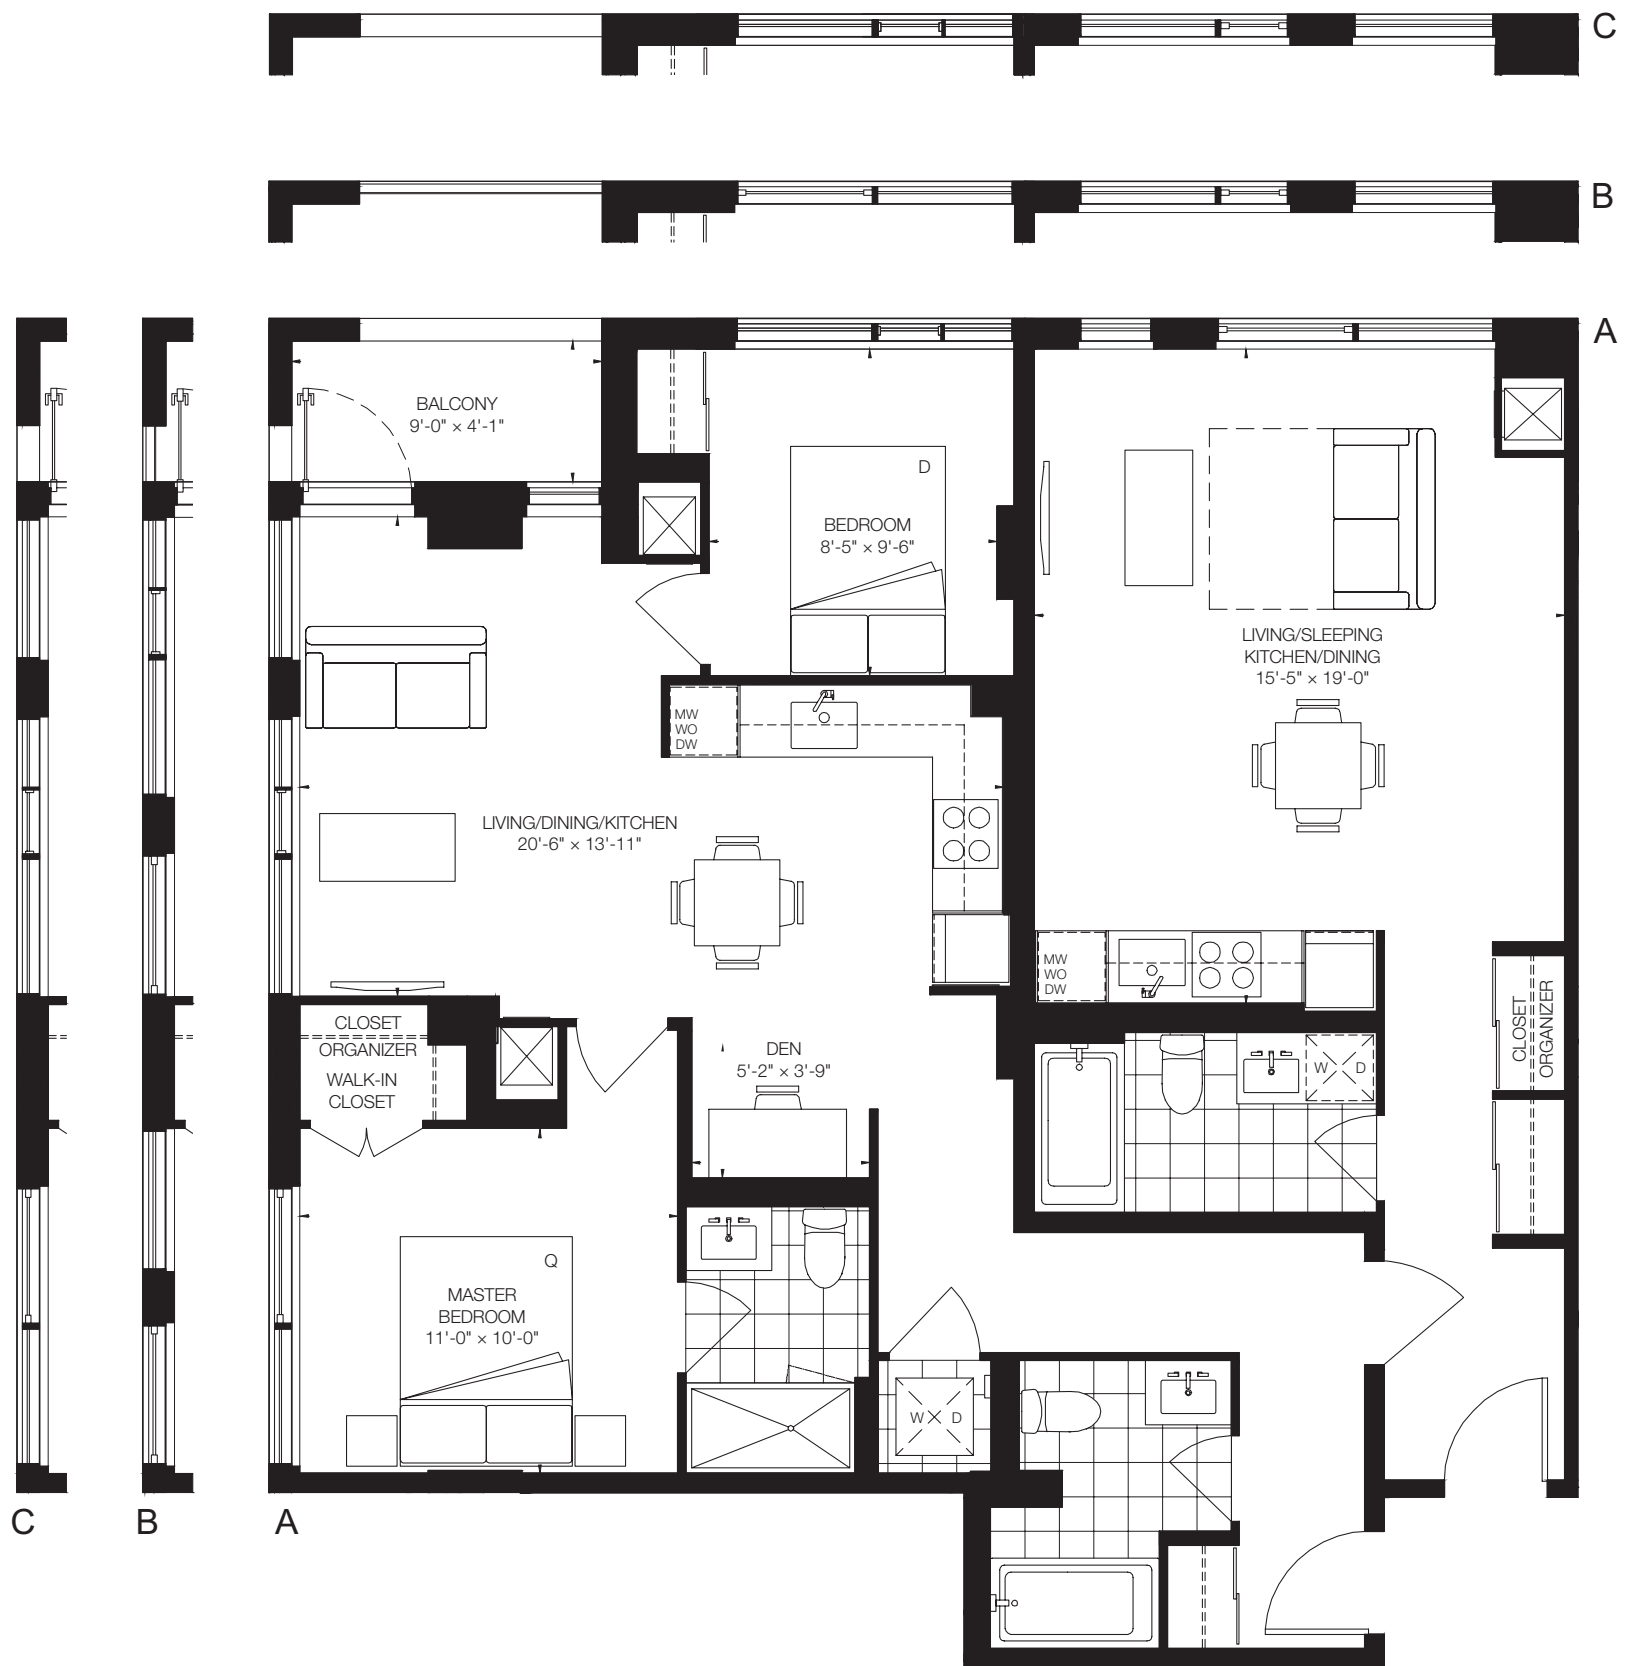 C
B
A
BALCONY
9'-0" × 4'-1"
D
BEDROOM
8'-5" × 9'-6"
LIVING/SLEEPING
KITCHEN/DINING
15'-5" × 19'-0"
MW
WO
DW
LIVING/DINING/KITCHEN
20'-6" × 13'-11"
MW
WO
DW
CLOSET
ORGANIZER
CLOSET
ORGANIZER
WALK-IN
CLOSET
DEN
5'-2" × 3'-9"
W D
Q
MASTER
BEDROOM
11'-0" × 10'-0"
W D
C
B
A